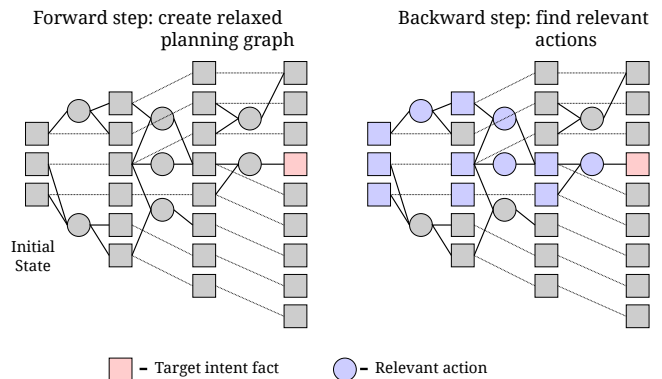 Forward step: create relaxed
planning graph
Backward step: find relevant
actions
Initial
State
– Target intent fact
– Relevant action